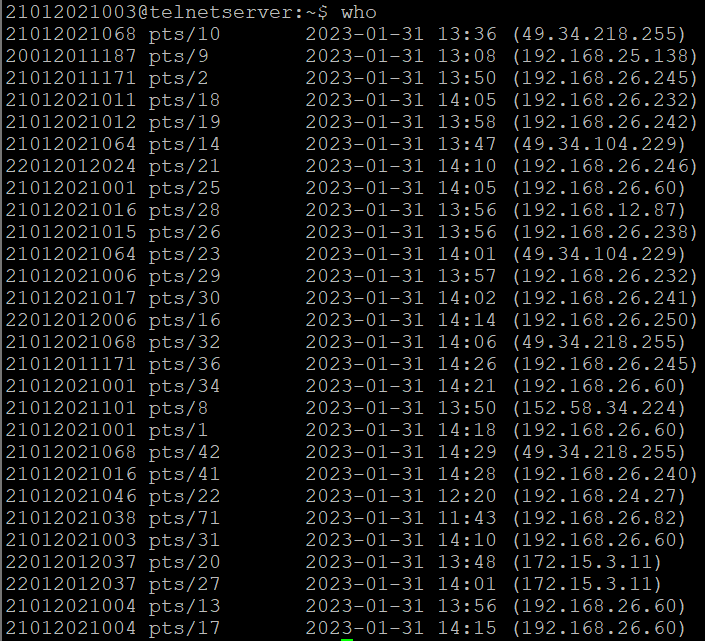 21012021003@telnetserver:~$ who
21012021068 pts/10       2023-01-31 13:36 (49.34.218.255)
20012011187 pts/9        2023-01-31 13:08 (192.168.25.138)
21012011171 pts/2        2023-01-31 13:50 (192.168.26.245)
21012021011 pts/18       2023-01-31 14:05 (192.168.26.232)
21012021012 pts/19       2023-01-31 13:58 (192.168.26.242)
21012021064 pts/14       2023-01-31 13:47 (49.34.104.229)
22012012024 pts/21       2023-01-31 14:10 (192.168.26.246)
21012021001 pts/25       2023-01-31 14:05 (192.168.26.60)
21012021016 pts/28       2023-01-31 13:56 (192.168.12.87)
21012021015 pts/26       2023-01-31 13:56 (192.168.26.238)
21012021064 pts/23       2023-01-31 14:01 (49.34.104.229)
21012021006 pts/29       2023-01-31 13:57 (192.168.26.232)
21012021017 pts/30       2023-01-31 14:02 (192.168.26.241)
22012012006 pts/16       2023-01-31 14:14 (192.168.26.250)
21012021068 pts/32       2023-01-31 14:06 (49.34.218.255)
21012011171 pts/36       2023-01-31 14:26 (192.168.26.245)
21012021001 pts/34       2023-01-31 14:21 (192.168.26.60)
21012021101 pts/8        2023-01-31 13:50 (152.58.34.224)
21012021001 pts/1        2023-01-31 14:18 (192.168.26.60)
21012021068 pts/42       2023-01-31 14:29 (49.34.218.255)
21012021016 pts/41       2023-01-31 14:28 (192.168.26.240)
21012021046 pts/22       2023-01-31 12:20 (192.168.24.27)
21012021038 pts/71       2023-01-31 11:43 (192.168.26.82)
21012021003 pts/31       2023-01-31 14:10 (192.168.26.60)
22012012037 pts/20       2023-01-31 13:48 (172.15.3.11)
22012012037 pts/27       2023-01-31 14:01 (172.15.3.11)
21012021004 pts/13       2023-01-31 13:56 (192.168.26.60)
21012021004 pts/17       2023-01-31 14:15 (192.168.26.60)